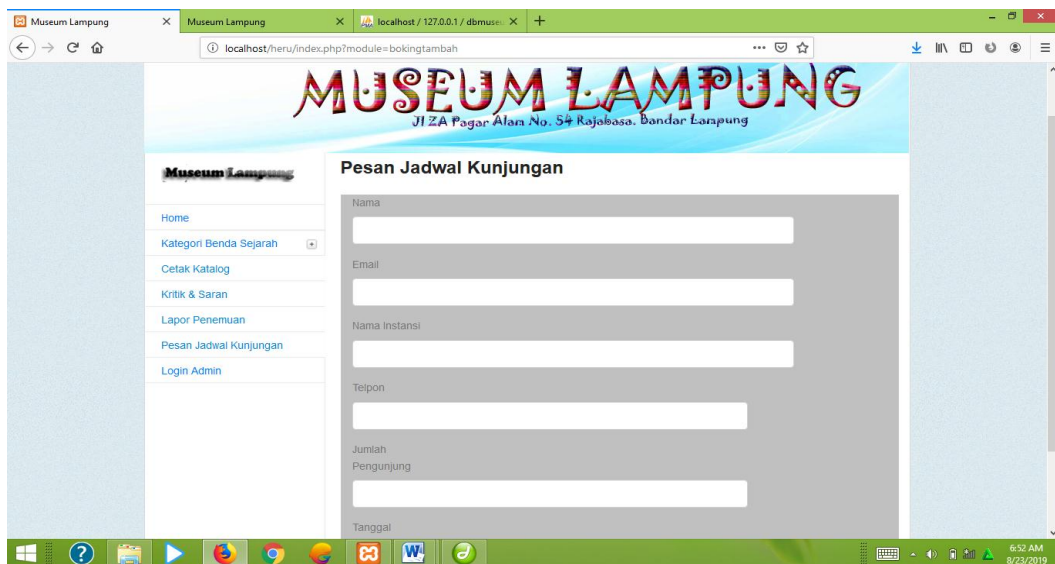 Museum Lampung
Museum Lampung
localhost / 127.0.0.1 / dbmuseu
localhost/heru/index.php?module=bokingtambah
MUSEUM LAMPUNG
Jl ZA Pagar Alam No. 54 Rajabasa. Bandar Lampung
Museum Lampung
Home
Kategori Benda Sejarah
Cetak Katalog
Kritik & Saran
Lapor Penemuan
Pesan Jadwal Kunjungan
Login Admin
Pesan Jadwal Kunjungan
Nama
Email
Nama Instansi
Telpon
Jumlah
Pengunjung
Tanggal
6:52 AM
8/23/2019